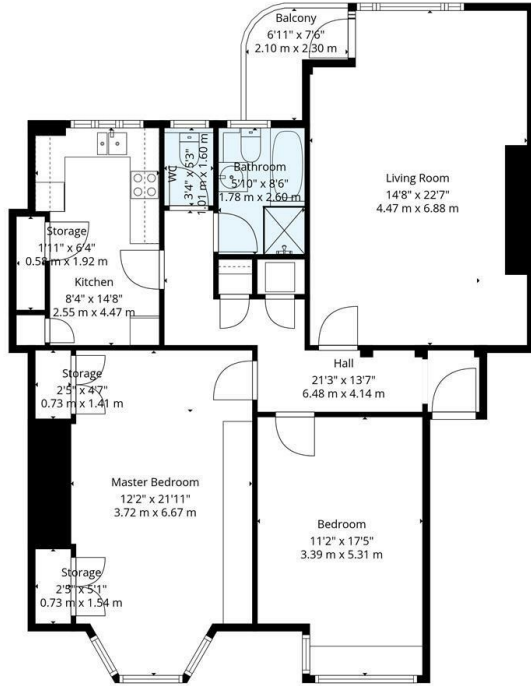 Balcony
6'11" x 7'6"
2.10 m x 2.30 m
Living Room
14'8" x 22'7"
4.47 m x 6.88 m
WC
3'4" x 5'3"
1.01 m x 1.60 m
Bathroom
5'10" x 8'6"
1.78 m x 2.60 m
Storage
1'11" x 6'4"
0.58 m x 1.92 m
Kitchen
8'4" x 14'8"
2.55 m x 4.47 m
Hall
21'3" x 13'7"
6.48 m x 4.14 m
Storage
2'5" x 4'7"
0.73 m x 1.41 m
Master Bedroom
12'2" x 21'11"
3.72 m x 6.67 m
Bedroom
11'2" x 17'5"
3.39 m x 5.31 m
Storage
2'5" x 5'1"
0.73 m x 1.54 m